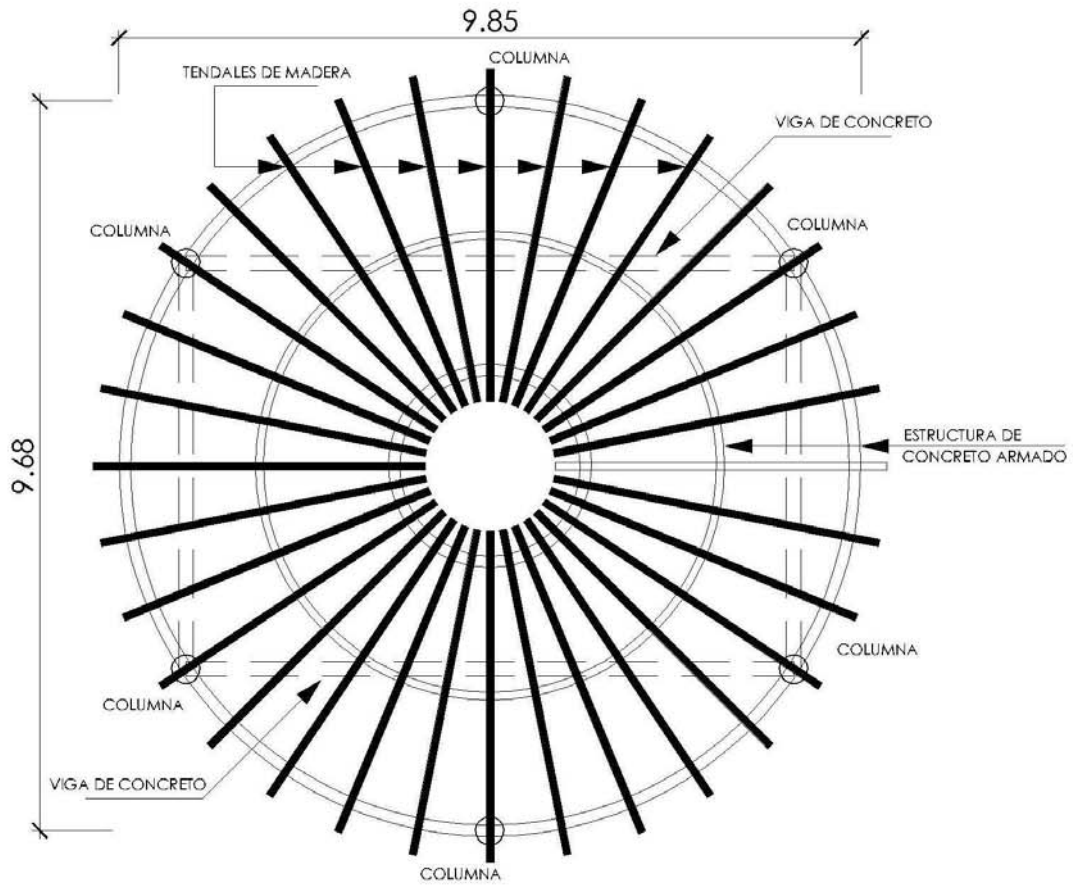 9.85
COLUMNA
TENDALES DE MADERA
VIGA DE CONCRETO
COLUMNA
COLUMNA
ESTRUCTURA DE
CONCRETO ARMADO
9.68
COLUMNA
COLUMNA
VIGA DE CONCRETO
COLUMNA